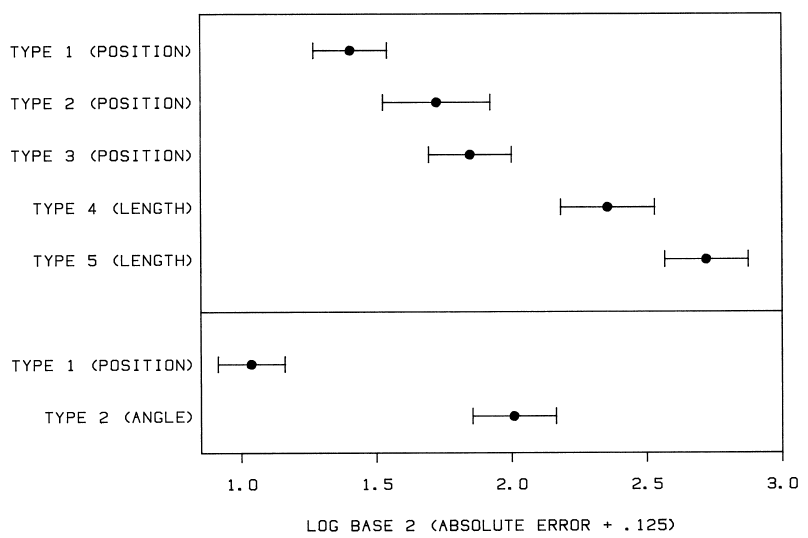 TYPE 1 (POSITION)
TYPE 2 (POSITION)
TYPE 3 (POSITION)
TYPE 4 (LENGTH)
TYPE 5 (LENGTH)
TYPE 1 (POSITION)
TYPE 2 (ANGLE)
1.0 1.5 2.0 2.5 3.0
LOG BASE 2 (ABSOLUTE ERROR + .125)